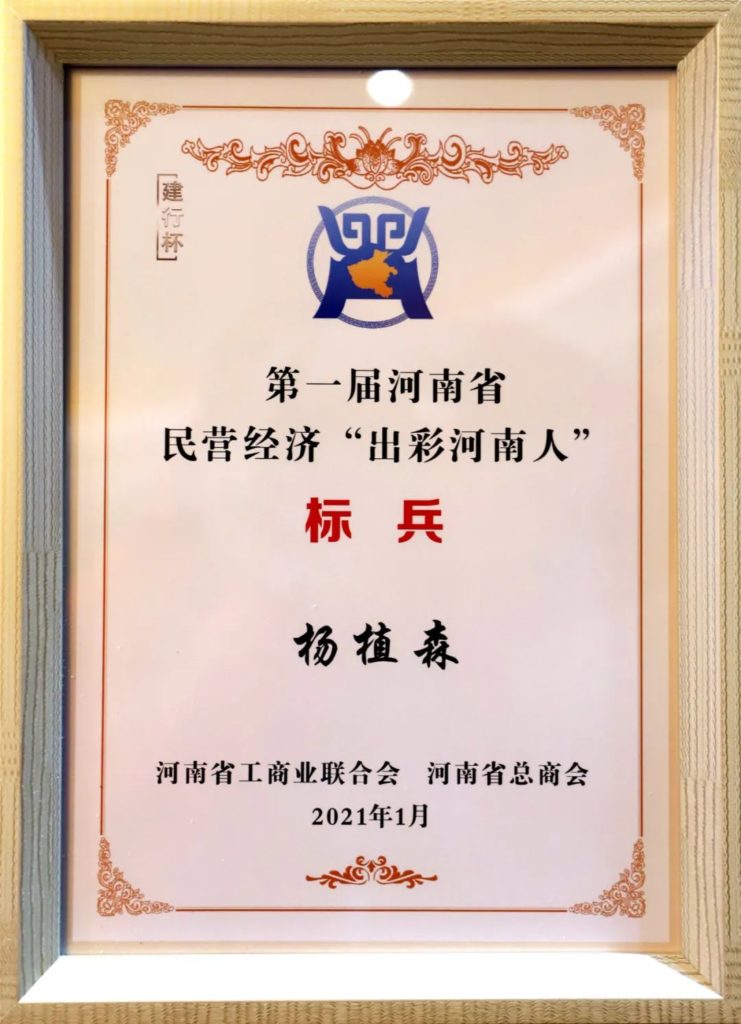 建行杯
第一届河南省
民营经济“出彩河南人”
标兵
杨植森
河南省工商业联合会 河南省总商会
2021年1月